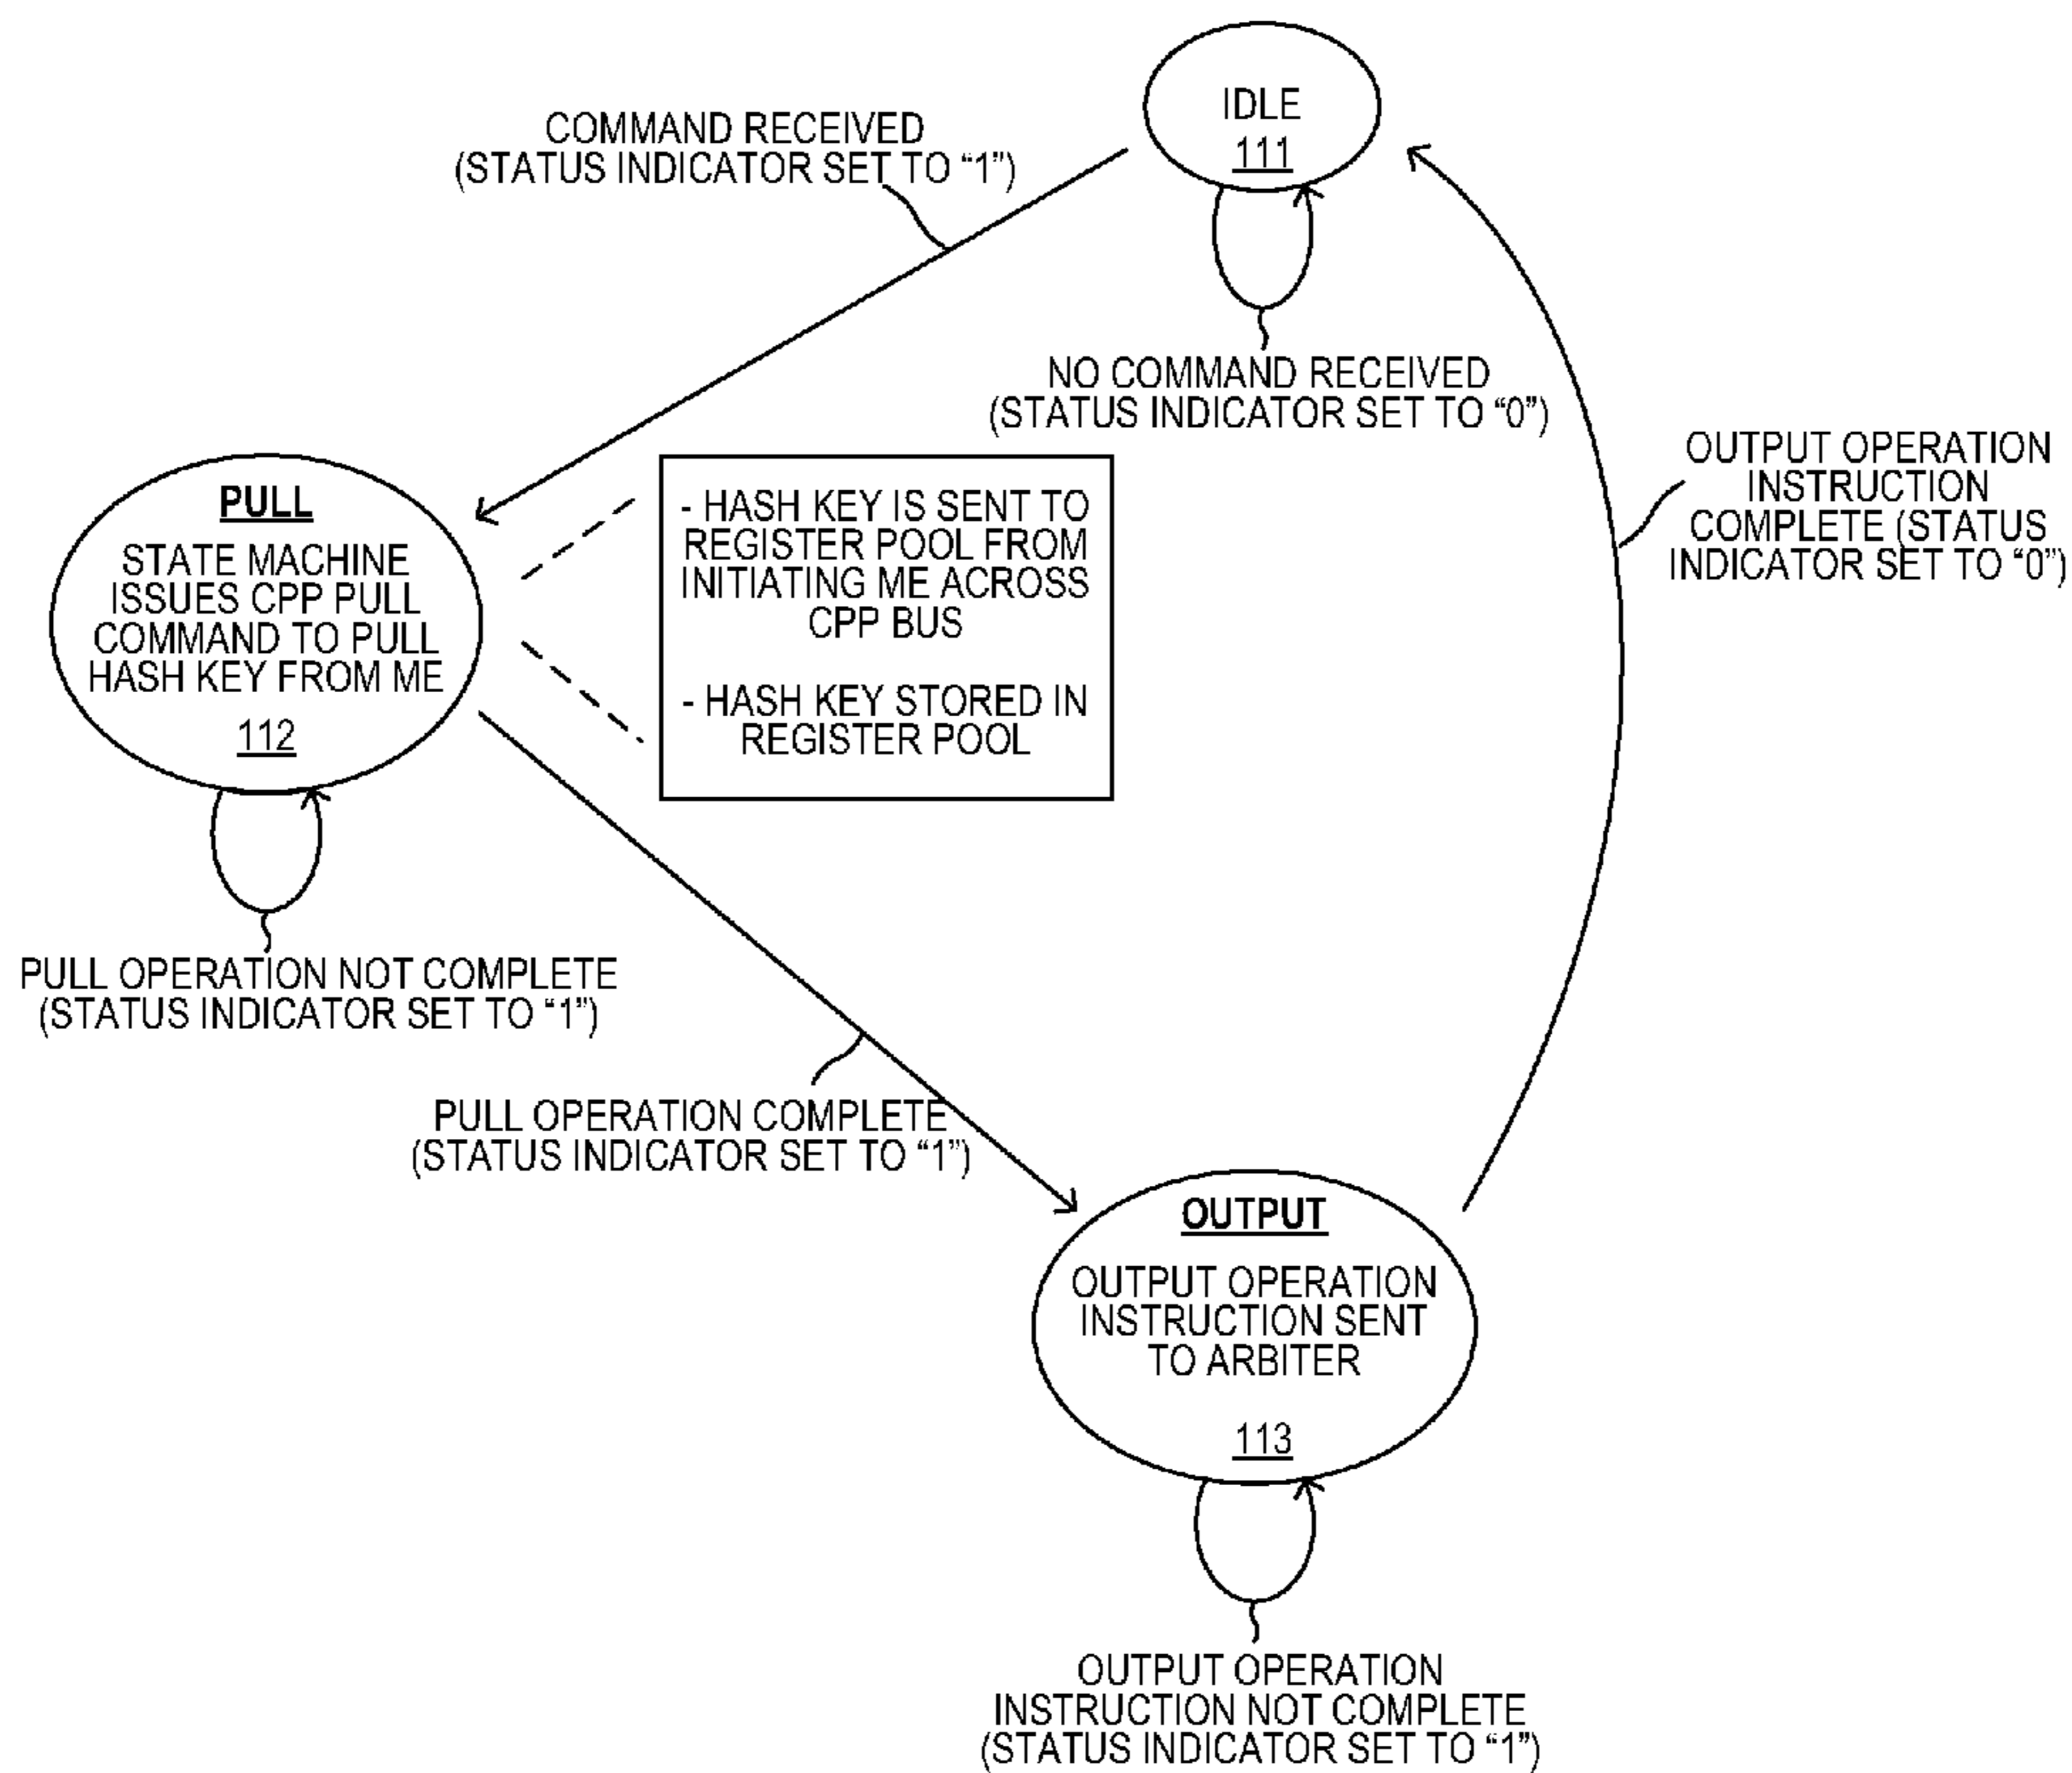 IDLE
111
COMMAND RECEIVED
(STATUS INDICATOR SET TO “1”)
NO COMMAND RECEIVED
(STATUS INDICATOR SET TO “0”)
OUTPUT OPERATION
INSTRUCTION
COMPLETE (STATUS
INDICATOR SET TO “0”)
PULL
STATE MACHINE
ISSUES CPP PULL
COMMAND TO PULL
HASH KEY FROM ME
112
- HASH KEY IS SENT TO
REGISTER POOL FROM
INITIATING ME ACROSS
CPP BUS
- HASH KEY STORED IN
REGISTER POOL
PULL OPERATION NOT COMPLETE
(STATUS INDICATOR SET TO “1”)
PULL OPERATION COMPLETE
(STATUS INDICATOR SET TO “1”)
OUTPUT
OUTPUT OPERATION
INSTRUCTION SENT
TO ARBITER
113
OUTPUT OPERATION
INSTRUCTION NOT COMPLETE
(STATUS INDICATOR SET TO “1”)